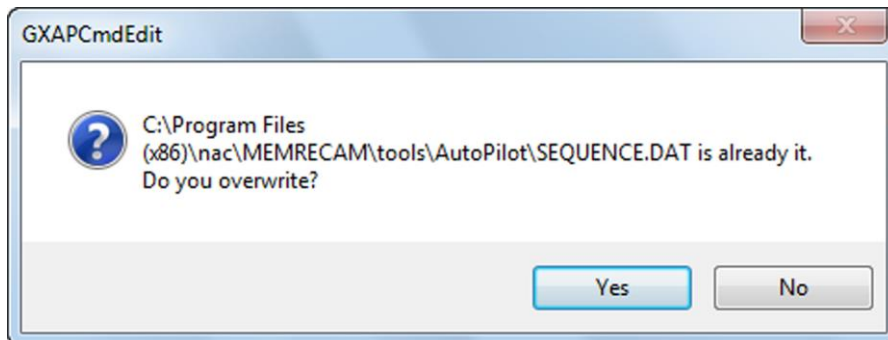 GXAPCmdEdit
C:\Program Files
(x86)\nac\MEMRECAM\tools\AutoPilot\SEQUENCE.DAT is already it.
Do you overwrite?
Yes
No